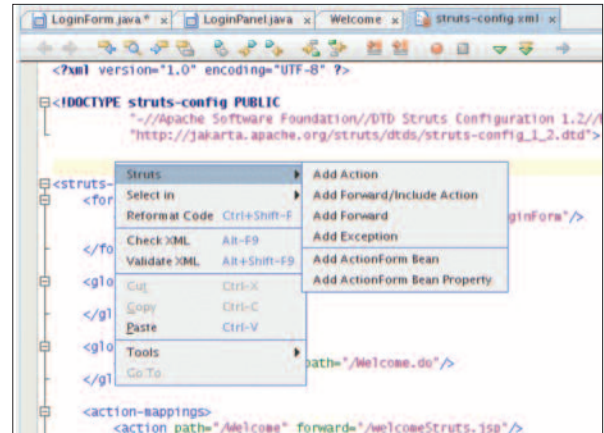 LoginForm.java * x LoginPanel.java x Welcome x struts-config.xml x
<?xml version="1.0" encoding="UTF-8" ?>
<!DOCTYPE struts-config PUBLIC
"-//Apache Software Foundation//DTD Struts Configuration 1.2//
"http://jakarta.apache.org/struts/dtds/struts-config_1_2.dtd">
<struts-
<for
ginForm"/>
</fo
<glo
</gl
<glo
path="/Welcome.do"/>
</gl
<action-mappings>
<action path="/Welcome" forward="/welcomeStruts.jsp"/>
Struts
Select in
Reformat Code Ctrl+Shift-F
Check XML Alt-F9
Validate XML Alt+Shift-F9
Cut Ctrl-X
Copy Ctrl-C
Paste Ctrl-V
Tools
Go To
Add Action
Add Forward/Include Action
Add Forward
Add Exception
Add ActionForm Bean
Add ActionForm Bean Property